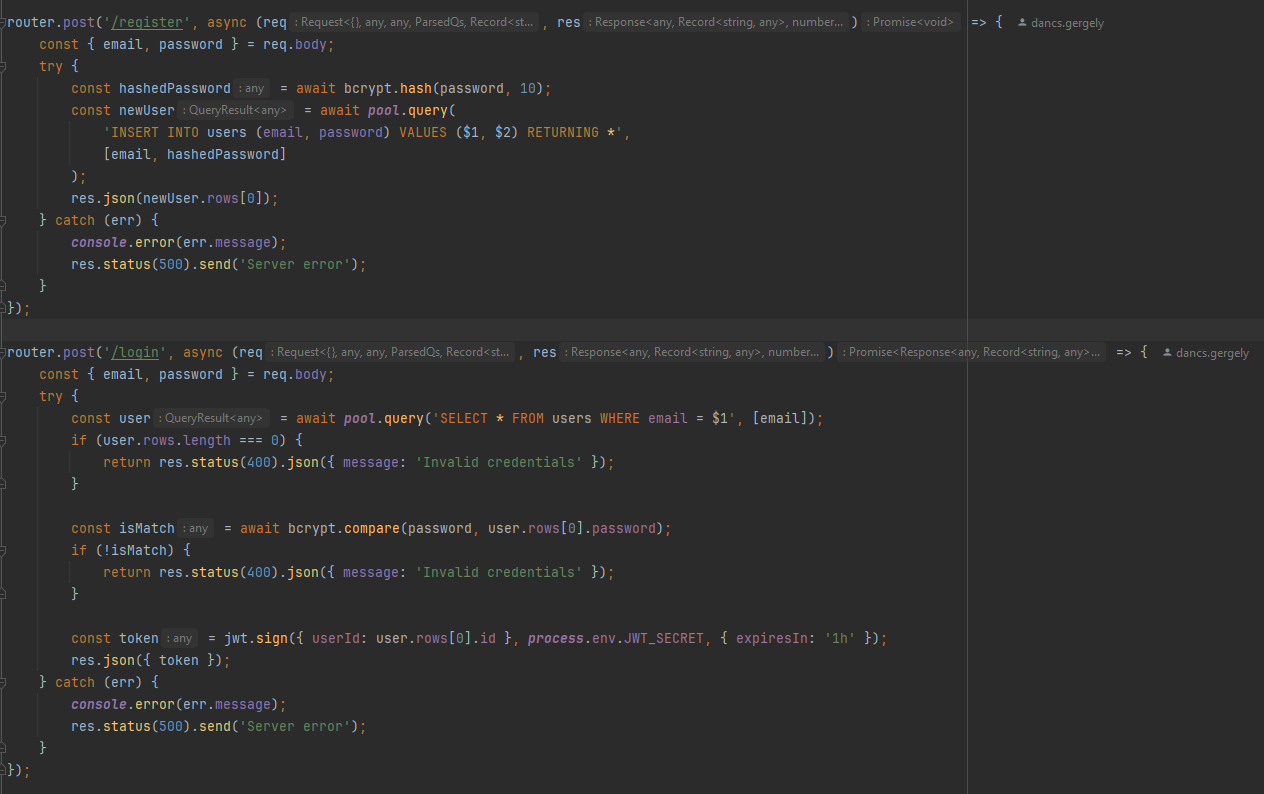 router.post('/register', async (req : Request<{}, any, any, ParsedQs, Record<st... , res : Response<any, Record<string, any>, number... ) : Promise<void> => { dancs.gergely
    const { email, password } = req.body;
    try {
        const hashedPassword : any = await bcrypt.hash(password, 10);
        const newUser : QueryResult<any> = await pool.query(
            'INSERT INTO users (email, password) VALUES ($1, $2) RETURNING *',
            [email, hashedPassword]
        );
        res.json(newUser.rows[0]);
    } catch (err) {
        console.error(err.message);
        res.status(500).send('Server error');
    }
});
router.post('/login', async (req : Request<{}, any, any, ParsedQs, Record<st... , res : Response<any, Record<string, any>, number... ) : Promise<Response<any, Record<string, any>... => { dancs.gergely
    const { email, password } = req.body;
    try {
        const user : QueryResult<any> = await pool.query('SELECT * FROM users WHERE email = $1', [email]);
        if (user.rows.length === 0) {
            return res.status(400).json({ message: 'Invalid credentials' });
        }
        const isMatch : any = await bcrypt.compare(password, user.rows[0].password);
        if (!isMatch) {
            return res.status(400).json({ message: 'Invalid credentials' });
        }
        const token : any = jwt.sign({ userId: user.rows[0].id }, process.env.JWT_SECRET, { expiresIn: '1h' });
        res.json({ token });
    } catch (err) {
        console.error(err.message);
        res.status(500).send('Server error');
    }
});